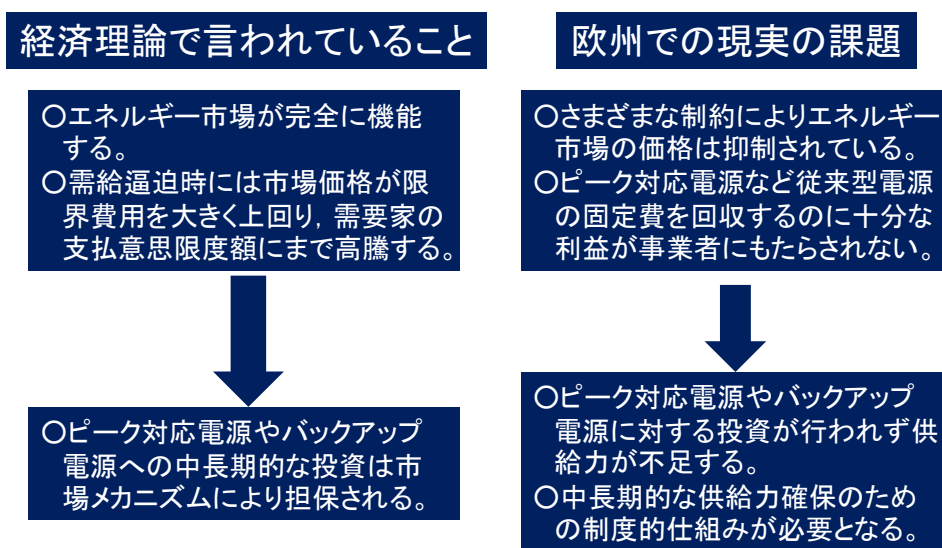 経済理論で言われていること
〇エネルギー市場が完全に機能
する。
〇需給逼迫時には市場価格が限
界費用を大きく上回り，需要家の
支払意思限度額にまで高騰する。
〇ピーク対応電源やバックアップ
電源への中長期的な投資は市
場メカニズムにより担保される。
欧州での現実の課題
〇さまざまな制約によりエネルギー
市場の価格は抑制されている。
〇ピーク対応電源など従来型電源
の固定費を回収するのに十分な
利益が事業者にもたらされない。
〇ピーク対応電源やバックアップ
電源に対する投資が行われず供
給力が不足する。
〇中長期的な供給力確保のため
の制度的仕組みが必要となる。